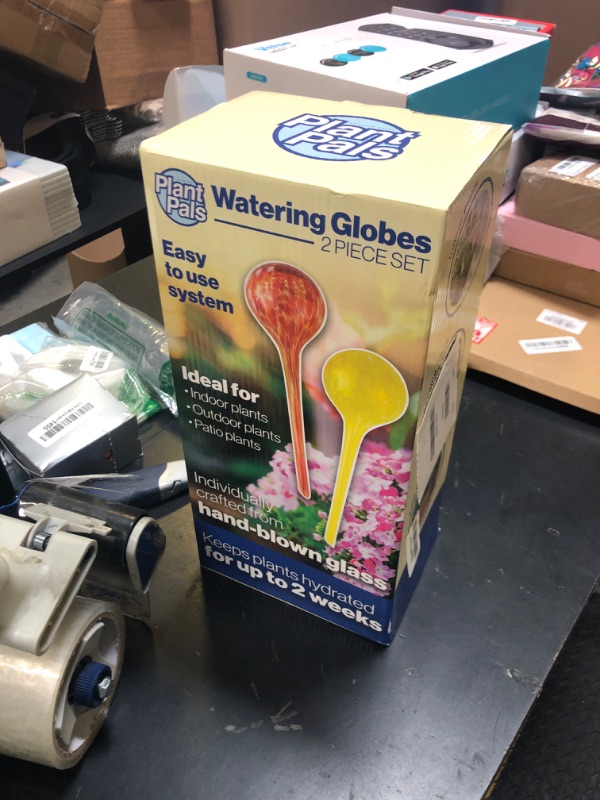 Plant
Pals
Plant
Pals
Watering Globes
2 PIECE SET
Easy
to use
system
Ideal for
• Indoor plants
• Outdoor plants
• Patio plants
Individually
crafted from
hand-blown glass
Keeps plants hydrated
for up to 2 weeks